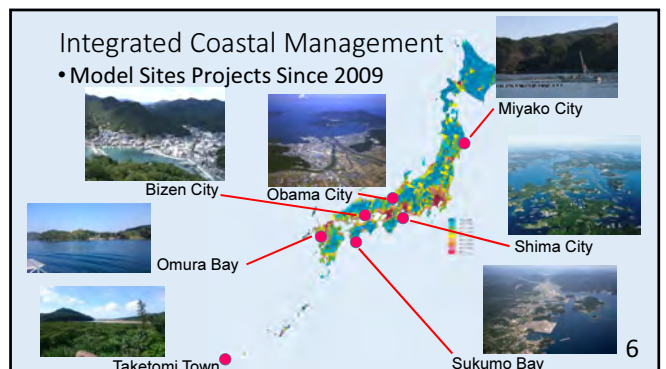 Integrated Coastal Management
• Model Sites Projects Since 2009
Miyako City
Bizen City
Obama City
Shima City
Omura Bay
Taketomi Town
Sukumo Bay
6